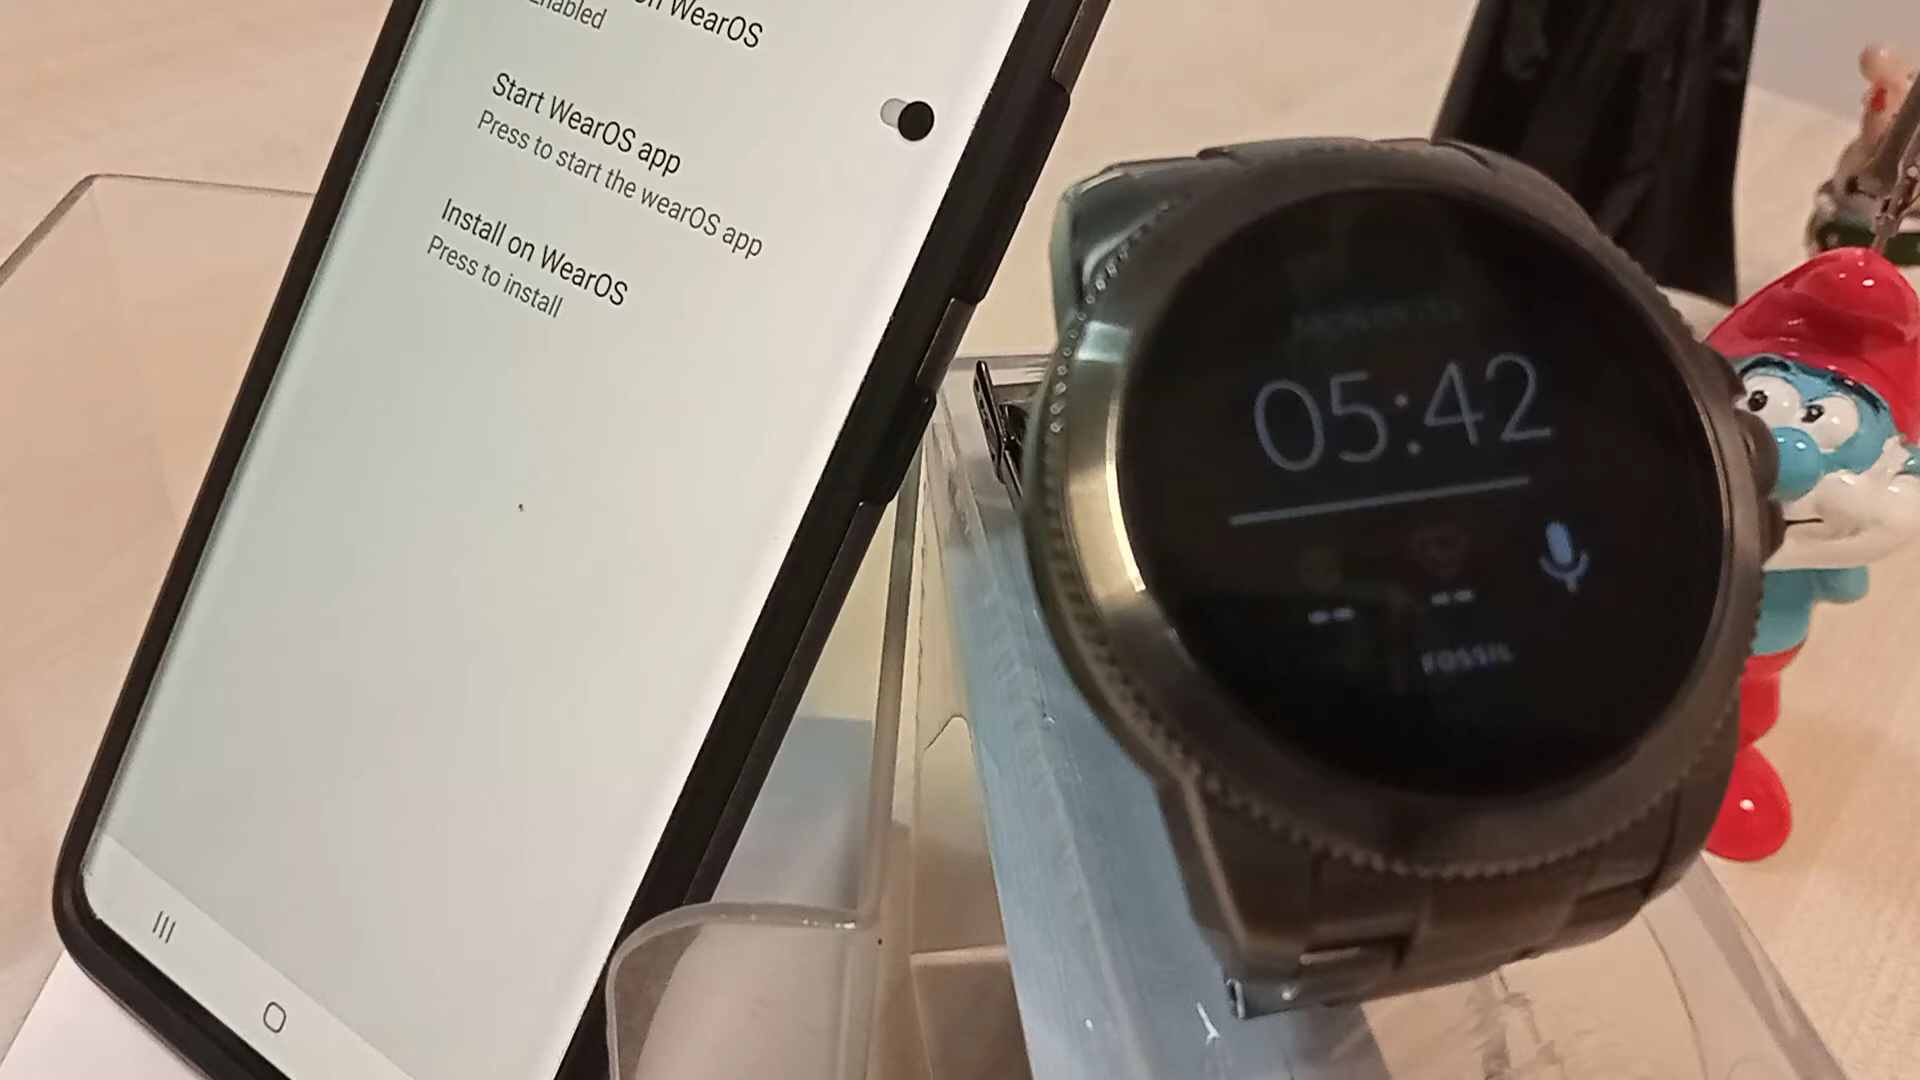 on WearOS
Enabled
Start WearOS app
Press to start the wearOS app
Install on WearOS
Press to install
05:42
--
--
FOSSIL